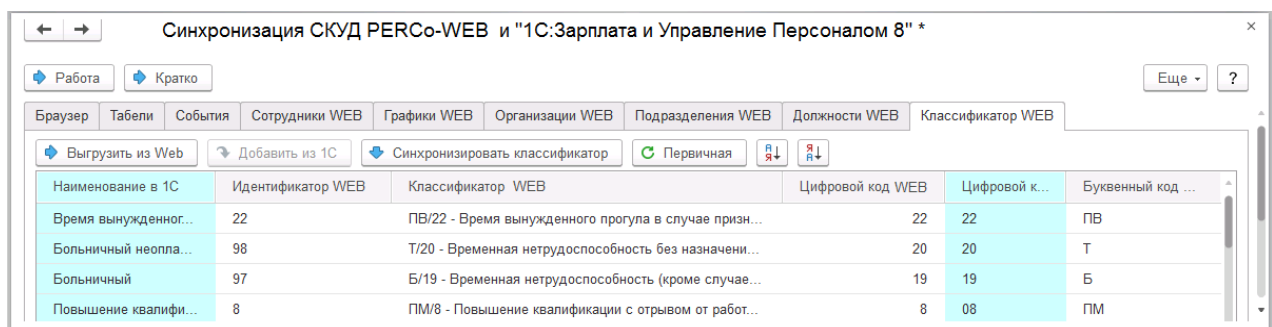 Синхронизация СКУД PERCo-WEB и "1С:Зарплата и Управление Персоналом 8" *
Работа Кратко Еще ?
Браузер Табели События Сотрудники WEB Графики WEB Организации WEB Подразделения WEB Должности WEB Классификатор WEB
Выгрузить из Web Добавить из 1С Синхронизировать классификатор Первичная
Наименование в 1С Идентификатор WEB Классификатор WEB Цифровой код WEB Цифровой к... Буквенный код ...
Время вынужденног... 22 ПВ/22 - Время вынужденного прогула в случае призн... 22 22 ПВ
Больничный неопла... 98 Т/20 - Временная нетрудоспособность без назначени... 20 20 Т
Больничный 97 Б/19 - Временная нетрудоспособность (кроме случае... 19 19 Б
Повышение квалифи... 8 ПМ/8 - Повышение квалификации с отрывом от работ... 8 08 ПМ